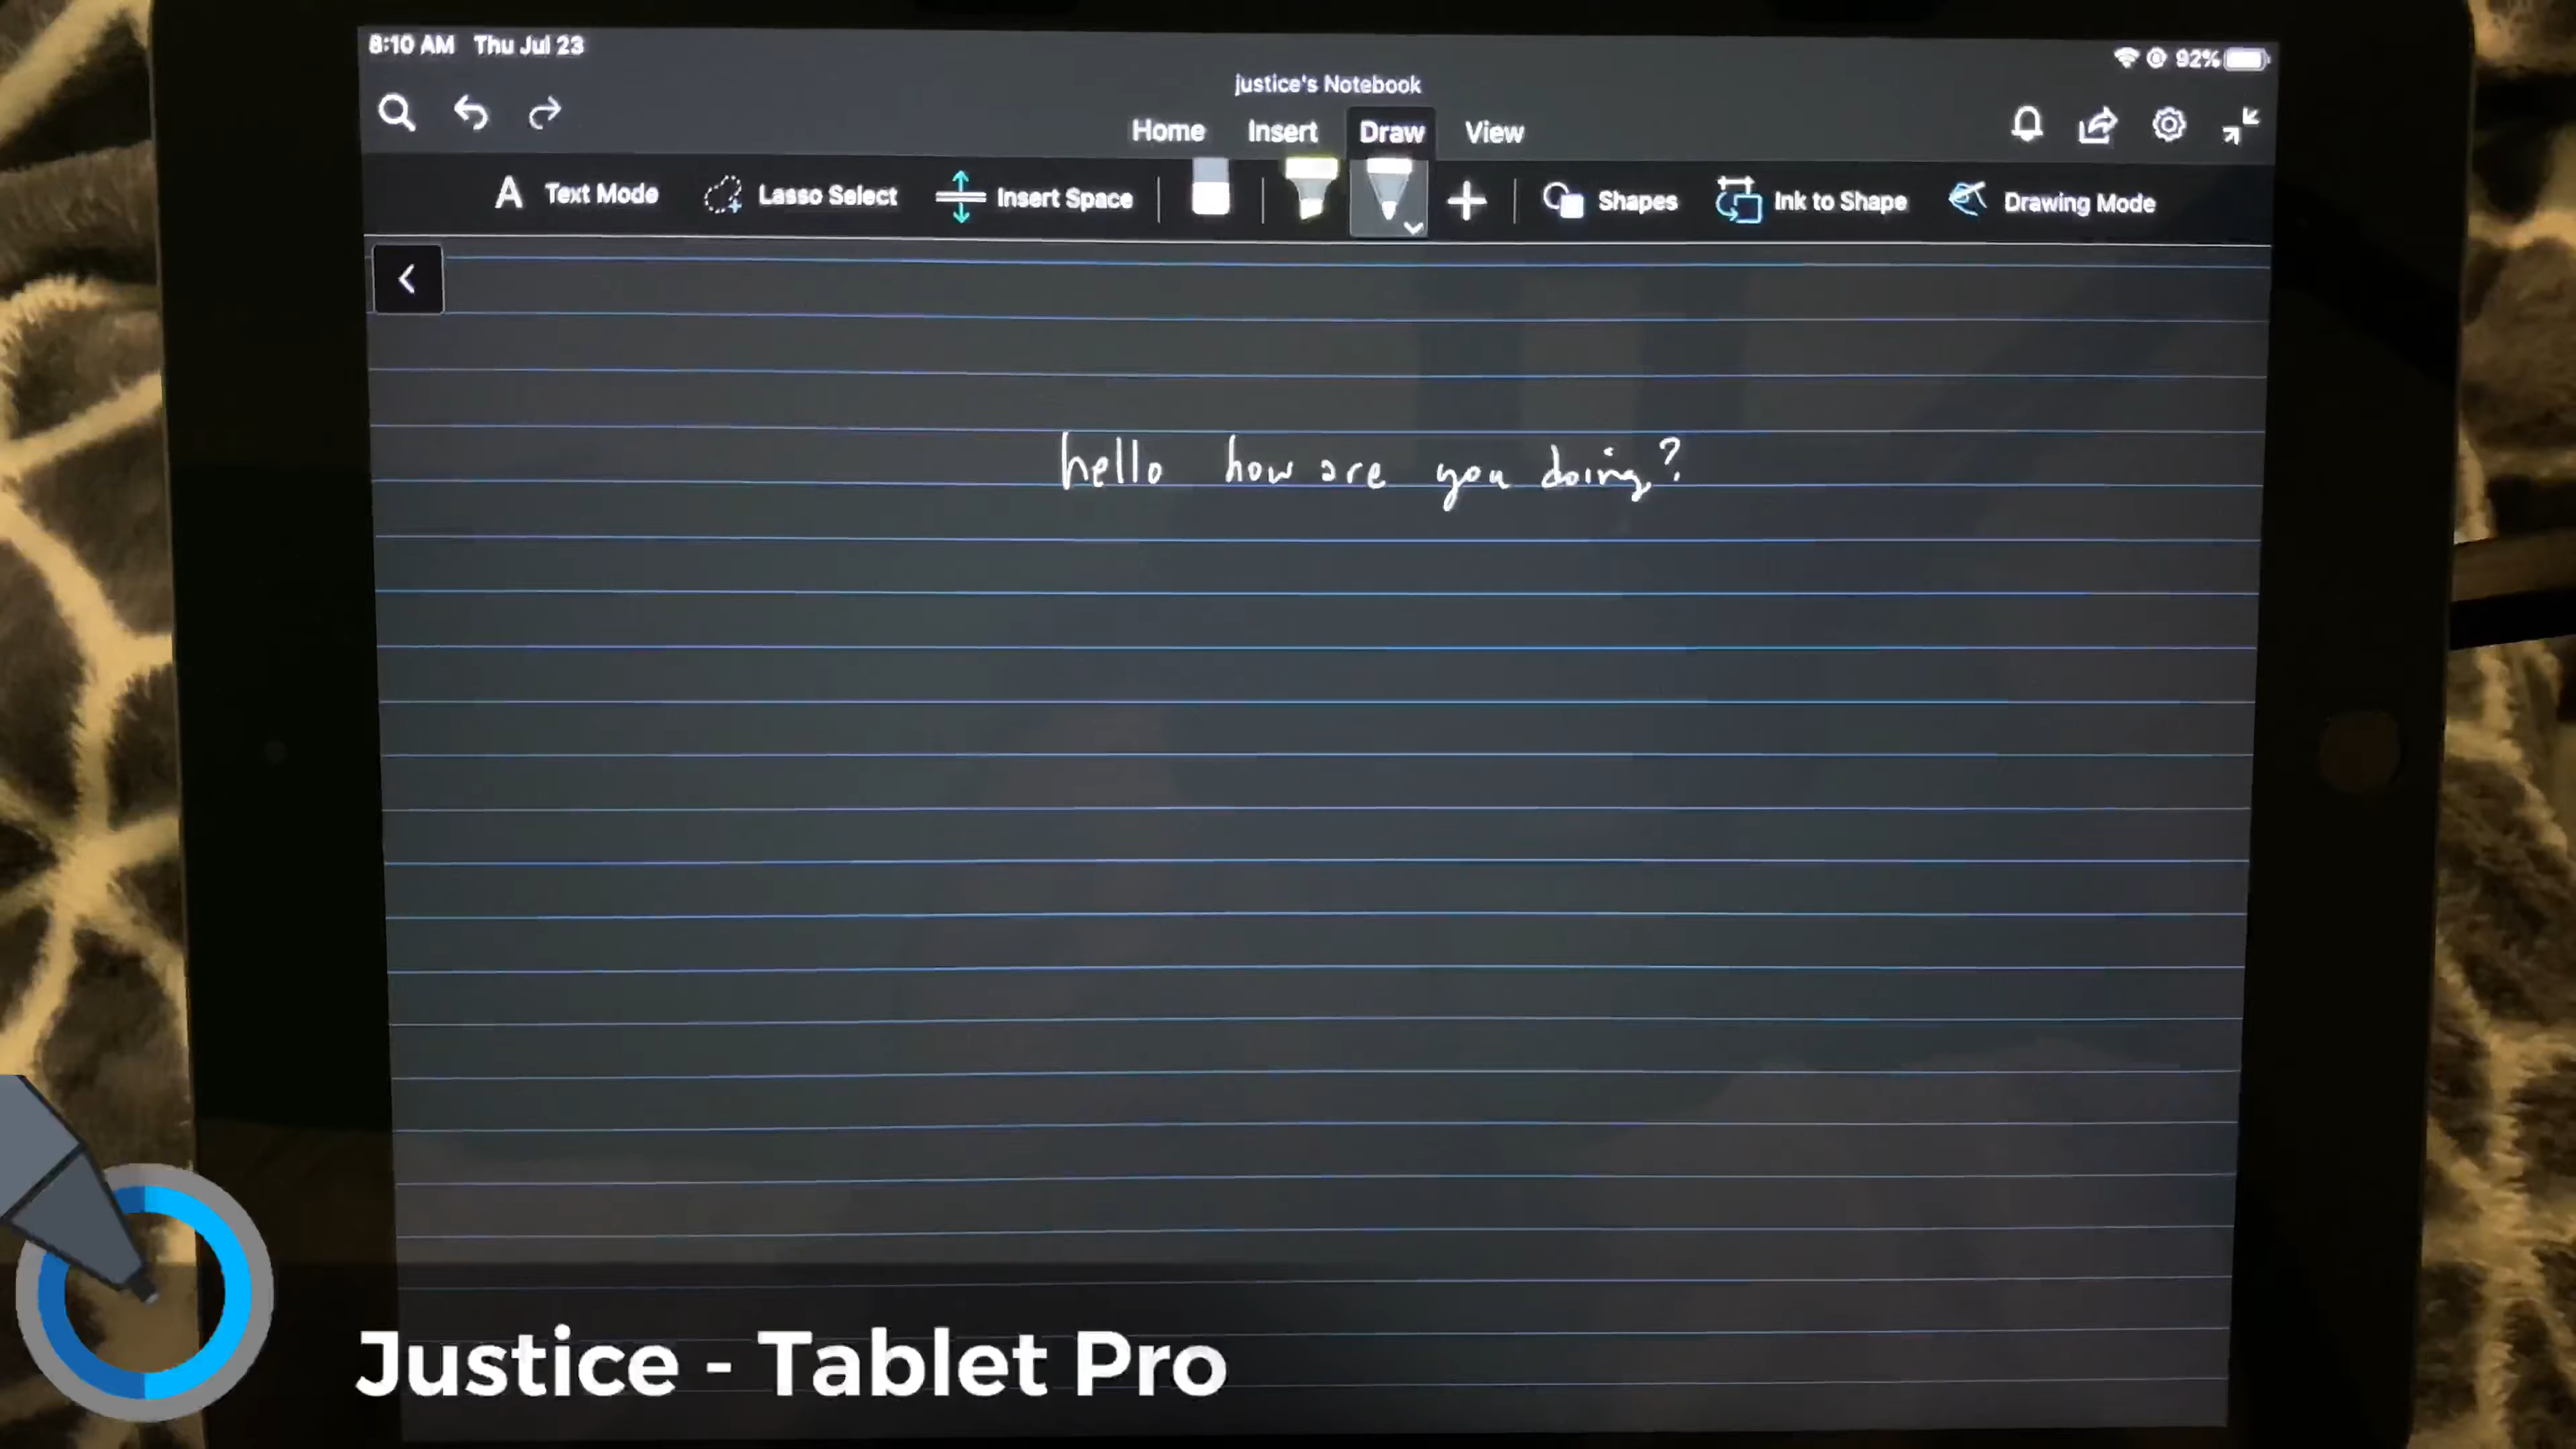 8:10 AM Thu Jul 23
92%
justice's Notebook
Home Insert Draw View
A Text Mode Lasso Select Insert Space Shapes Ink to Shape Drawing Mode
hello how are you doing?
Justice - Tablet Pro